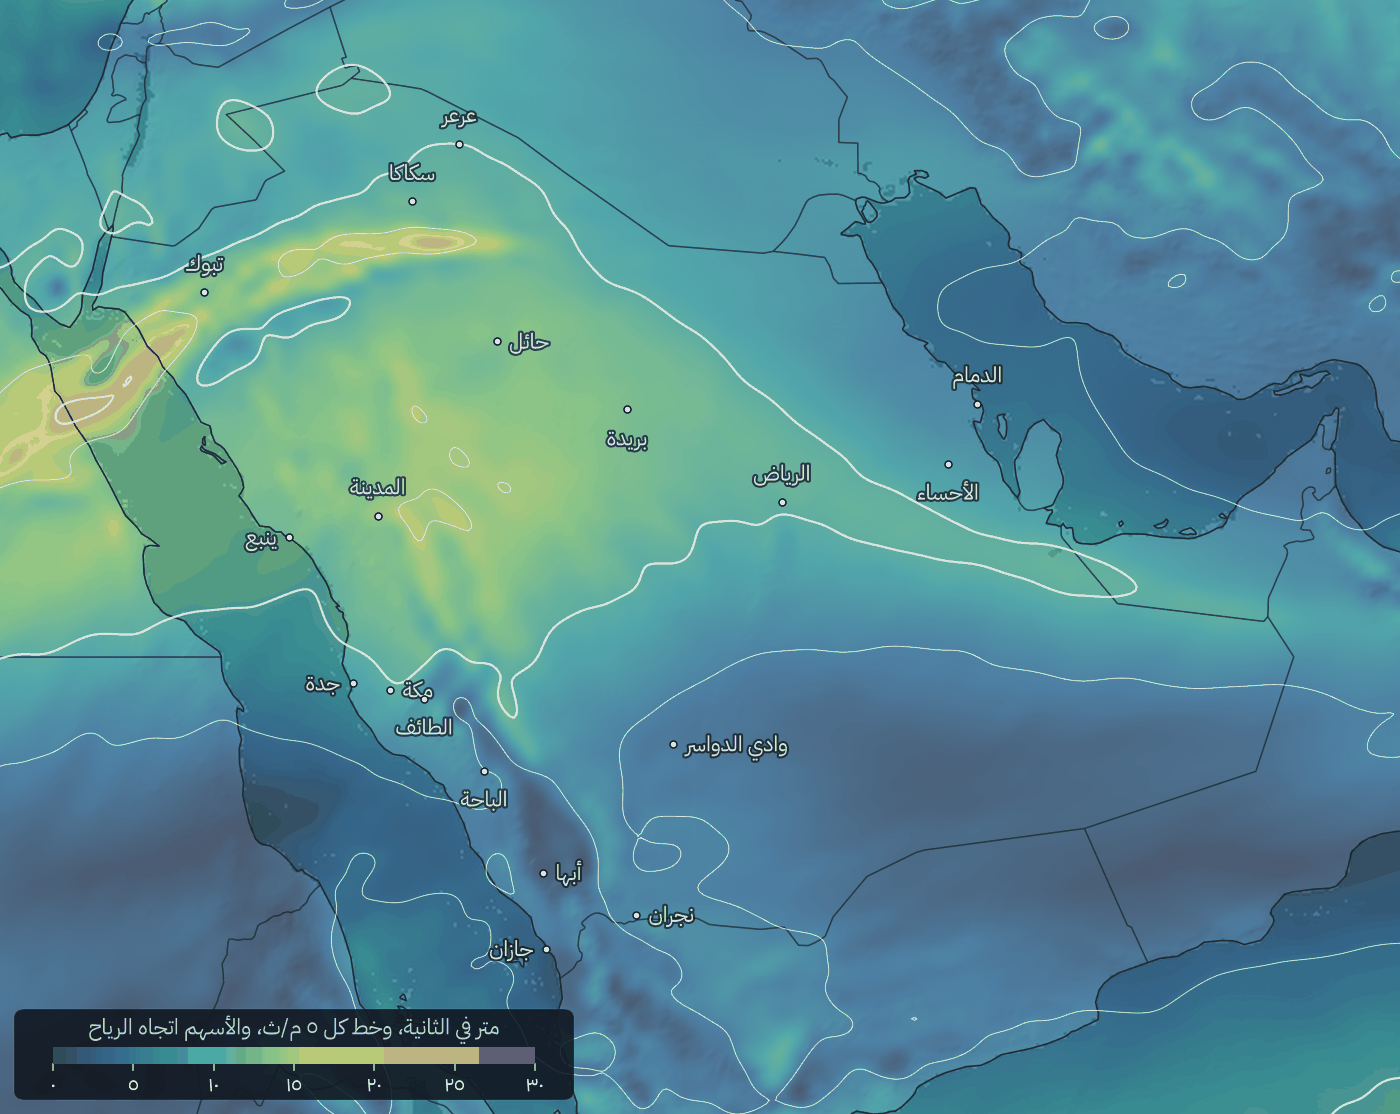 عرعر
سكاكا
تبوك
حائل
الدمام
بريدة
الأحساء
الرياض
المدينة
ينبع
جدة
مكة
الطائف
وادي الدواسر
الباحة
أبها
نجران
جازان
متر في الثانية، وخط كل ٥ م/ث، والأسهم اتجاه الرياح
٠ ٥ ١٠ ١٥ ٢٠ ٢٥ ٣٠